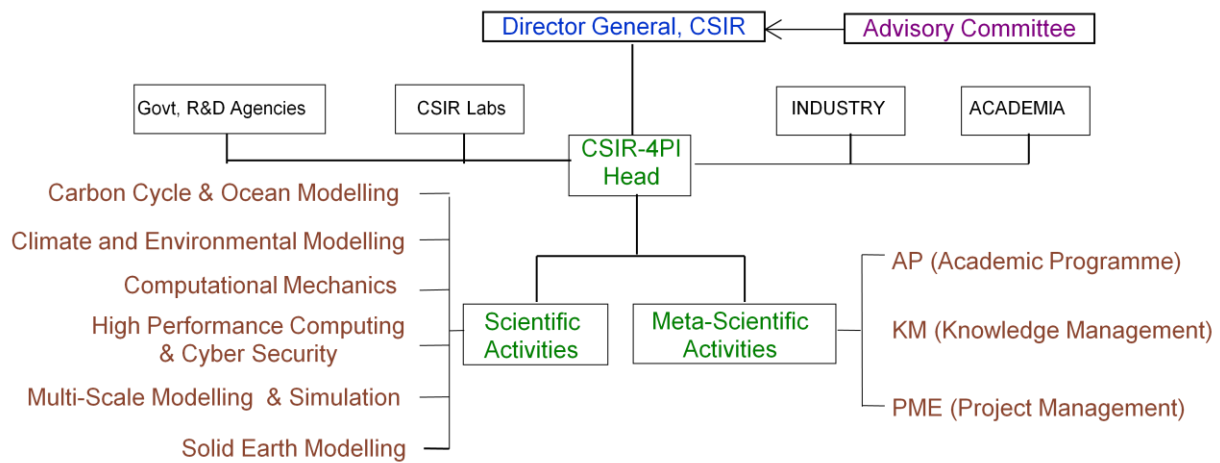 Director General, CSIR
Advisory Committee
Govt, R&D Agencies
CSIR Labs
INDUSTRY
ACADEMIA
CSIR-4PI
Head
Carbon Cycle & Ocean Modelling
Climate and Environmental Modelling
Computational Mechanics
High Performance Computing
& Cyber Security
Multi-Scale Modelling & Simulation
Solid Earth Modelling
Scientific
Activities
Meta-Scientific
Activities
AP (Academic Programme)
KM (Knowledge Management)
PME (Project Management)